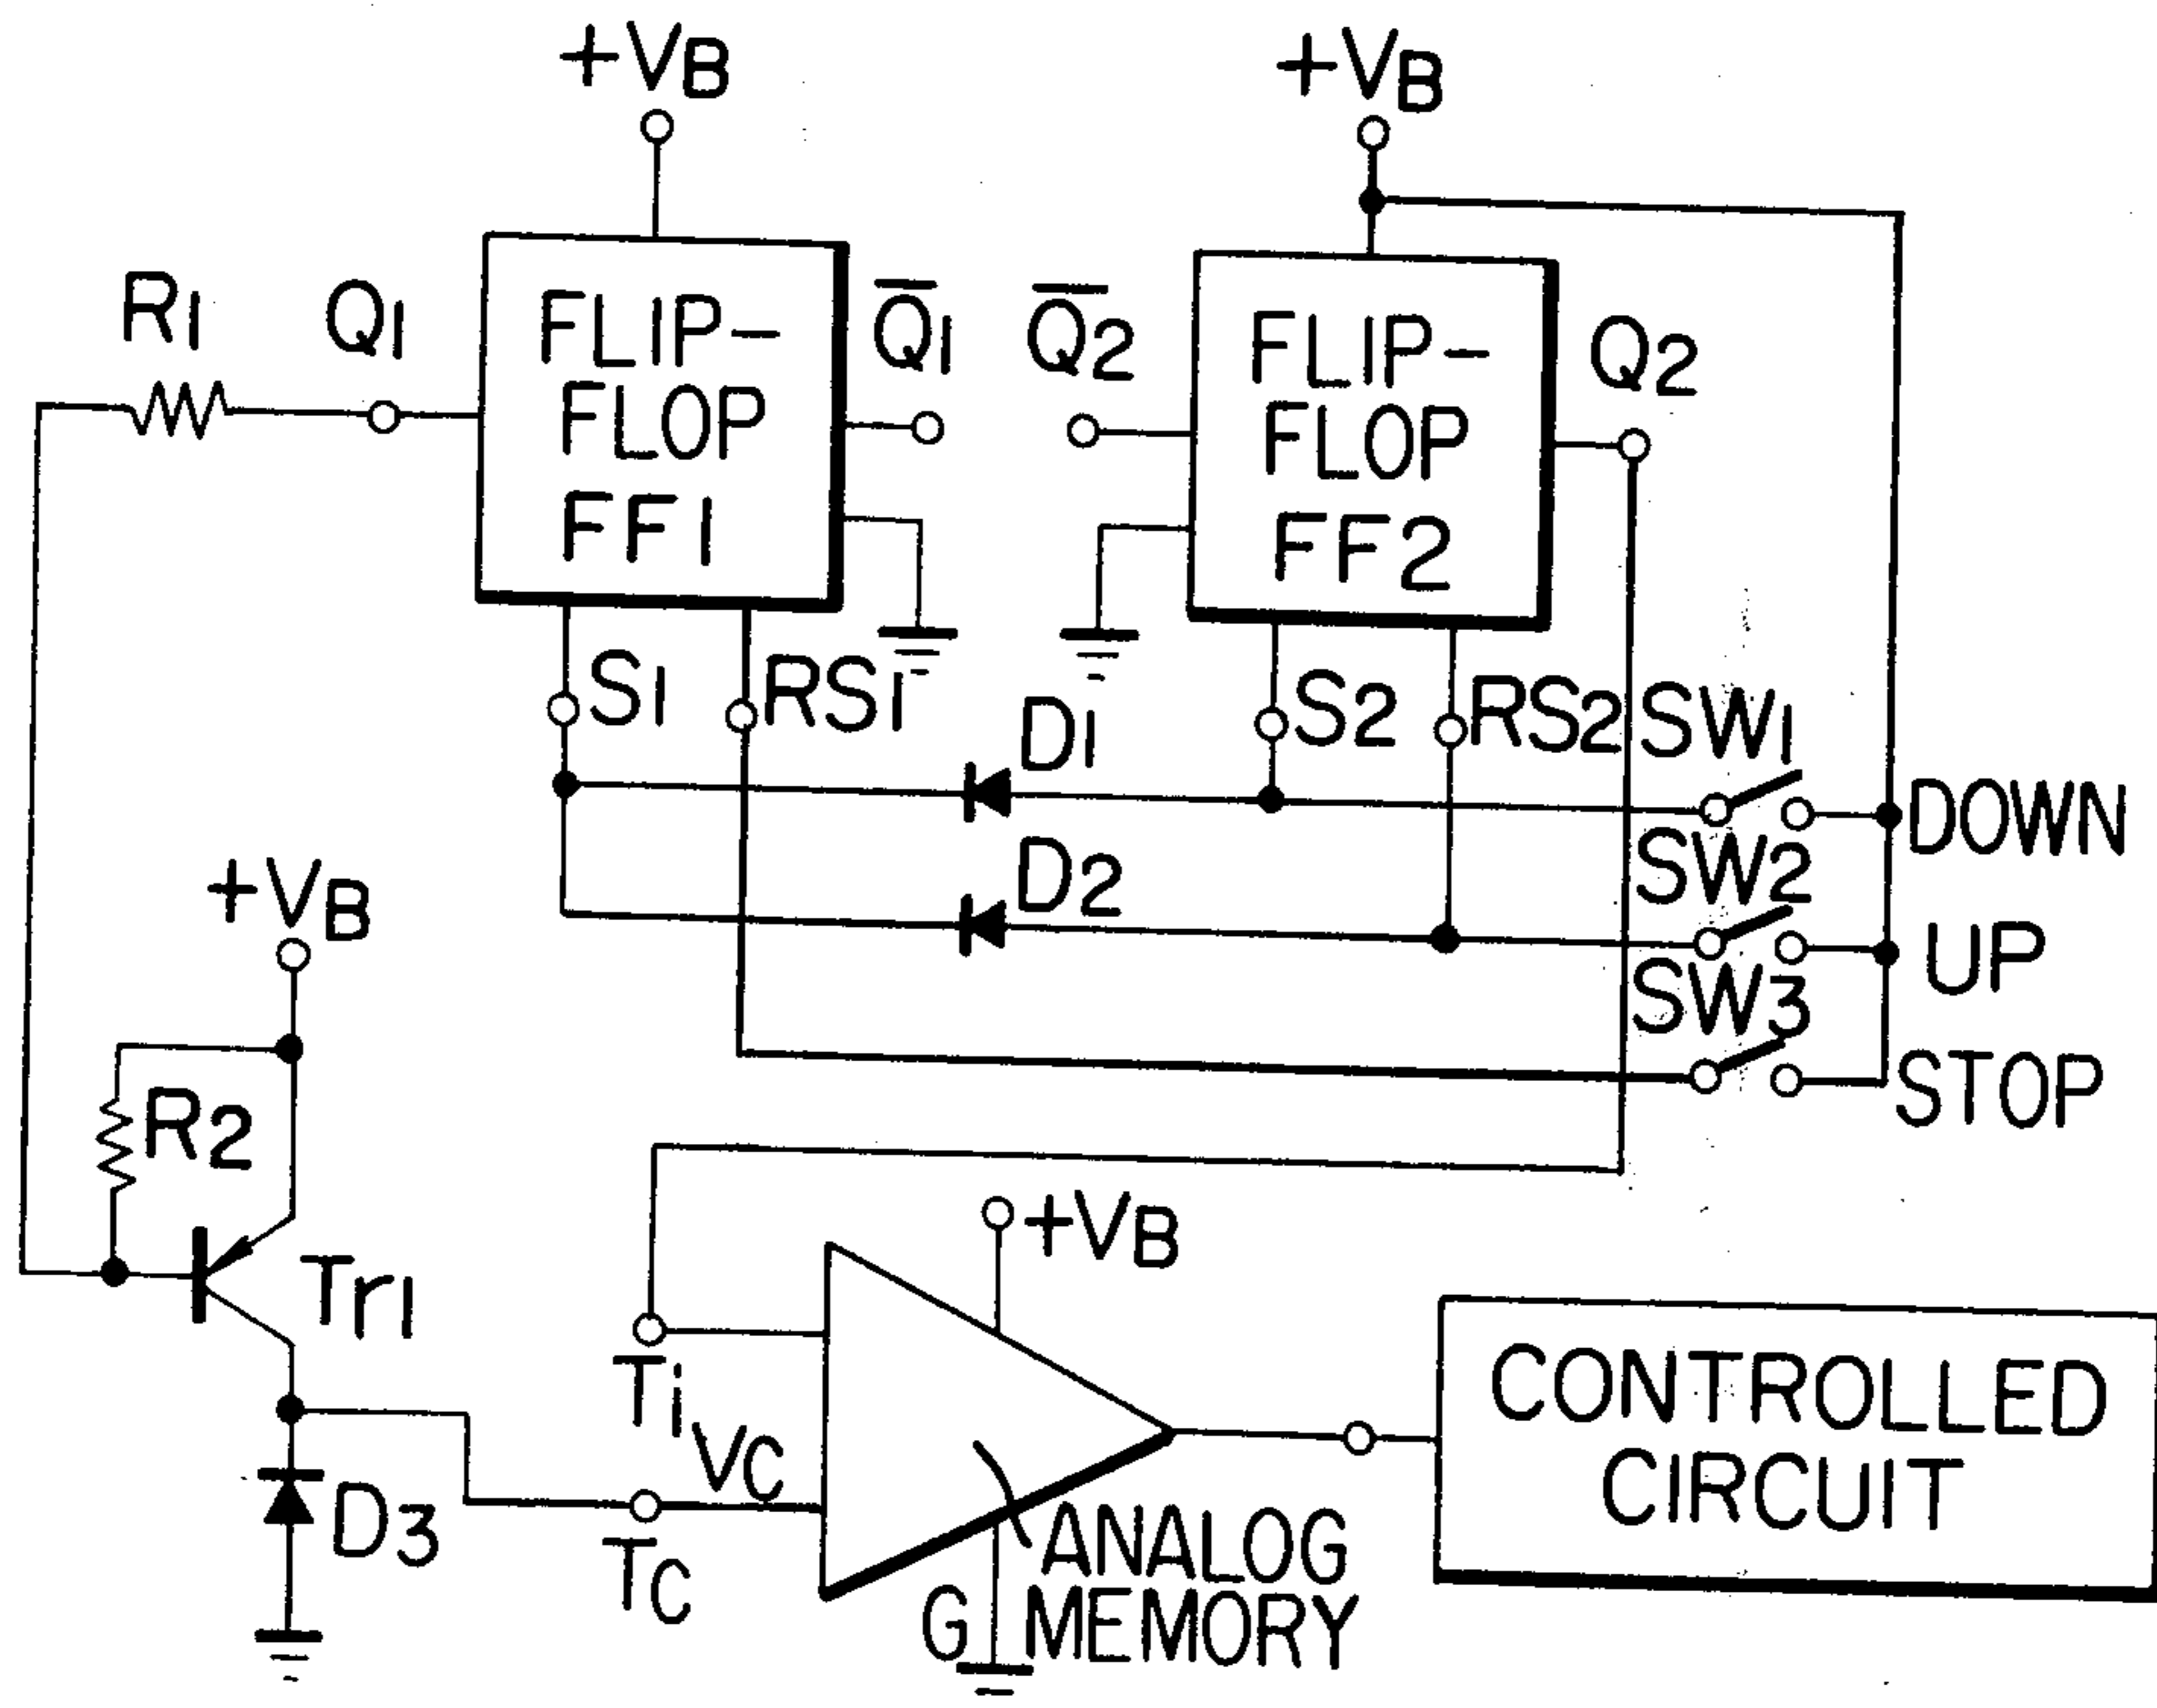 +VB
+VB
R1
Q1
FLIP-
FLOP
FF1
Q̅1
Q̅2
FLIP-
FLOP
FF2
Q2
S1
RS1
D1
S2
RS2
SW1
DOWN
D2
SW2
UP
SW3
STOP
+VB
R2
Tr1
+VB
Ti
VC
TC
D3
ANALOG
MEMORY
G
CONTROLLED
CIRCUIT